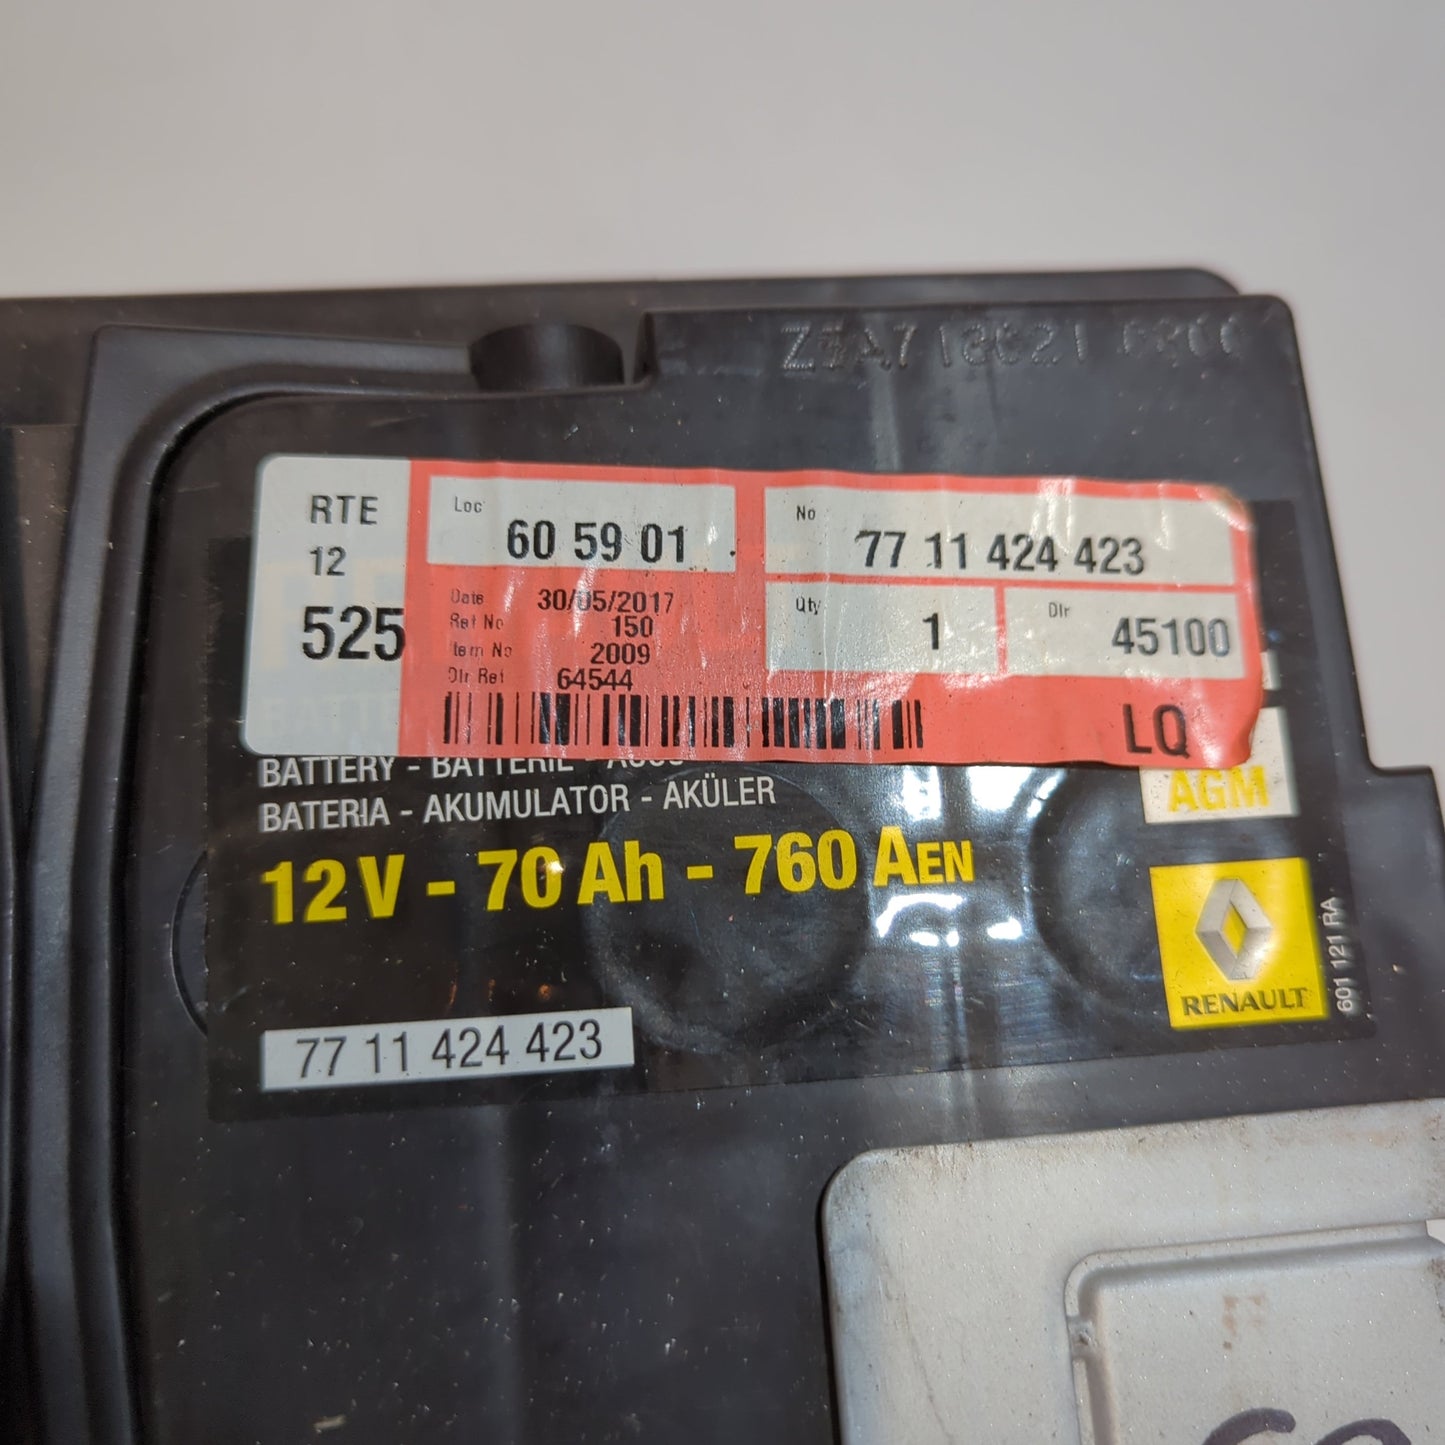 RTE
12
525
Loc
60 59 01
No
77 11 424 423
Date 30/05/2017
Ref No 150
Item No 2009
Dlr Ref 64544
Qty
1
Dlr
45100
LQ
BATTERY - BATTERIE -
BATERIA - AKUMULATOR - AKÜLER
AGM
12V - 70 Ah - 760 AEN
RENAULT
601 121 RA
77 11 424 423